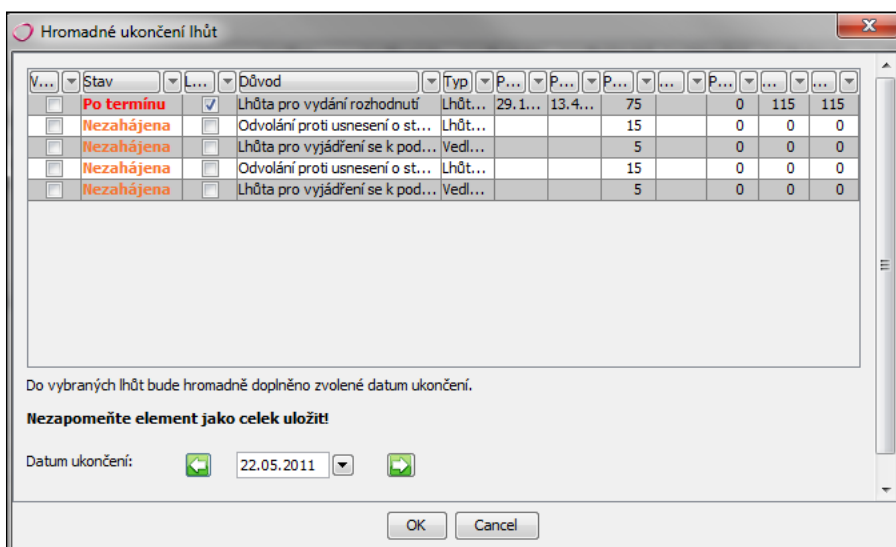 Hromadné ukončení lhůt
V... Stav L... Důvod Typ P... P... P... ... P... ... ...
Po termínu Lhůta pro vydání rozhodnutí Lhůt... 29.1... 13.4... 75 0 115 115
Nezahájena Odvolání proti usnesení o st... Lhůt... 15 0 0 0
Nezahájena Lhůta pro vyjádření se k pod... Vedl... 5 0 0 0
Nezahájena Odvolání proti usnesení o st... Lhůt... 15 0 0 0
Nezahájena Lhůta pro vyjádření se k pod... Vedl... 5 0 0 0
Do vybraných lhůt bude hromadně doplněno zvolené datum ukončení.
Nezapomeňte element jako celek uložit!
Datum ukončení: 22.05.2011
OK Cancel